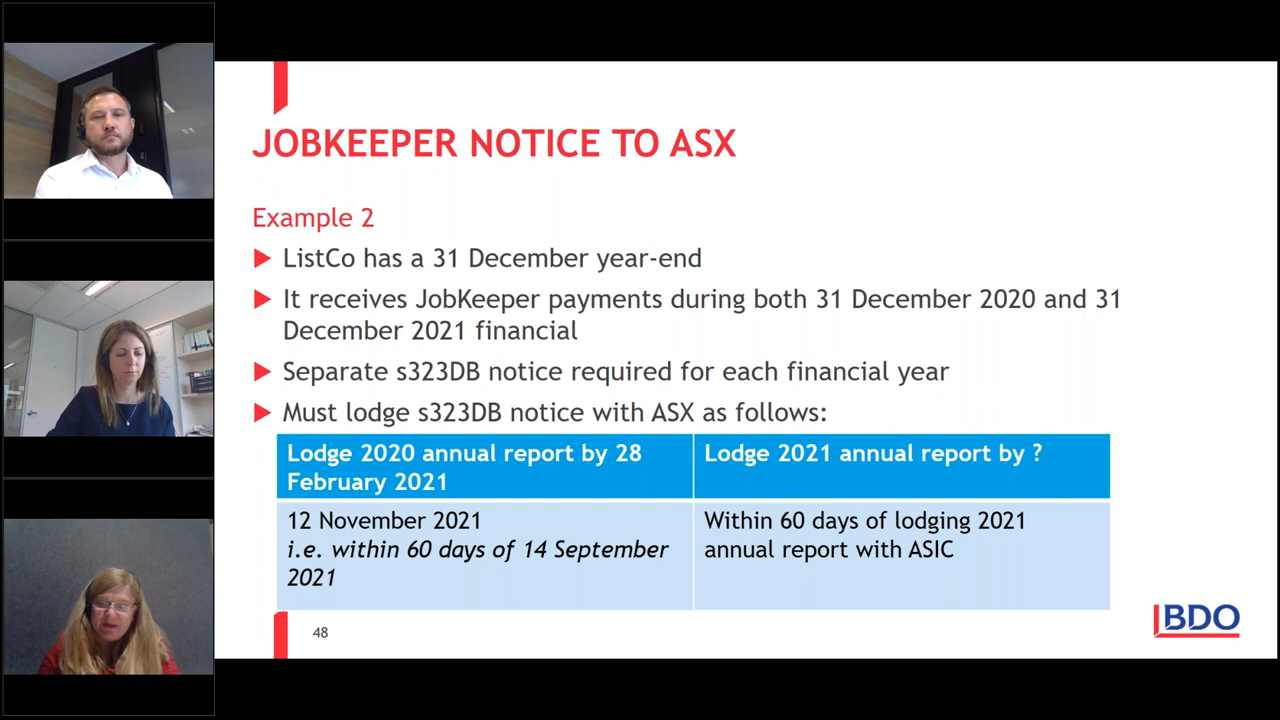 JOBKEEPER NOTICE TO ASX
Example 2
ListCo has a 31 December year-end
It receives JobKeeper payments during both 31 December 2020 and 31
December 2021 financial
Separate s323DB notice required for each financial year
Must lodge s323DB notice with ASX as follows:
Lodge 2020 annual report by 28
February 2021
Lodge 2021 annual report by ?
12 November 2021
i.e. within 60 days of 14 September
2021
Within 60 days of lodging 2021
annual report with ASIC
48
BDO